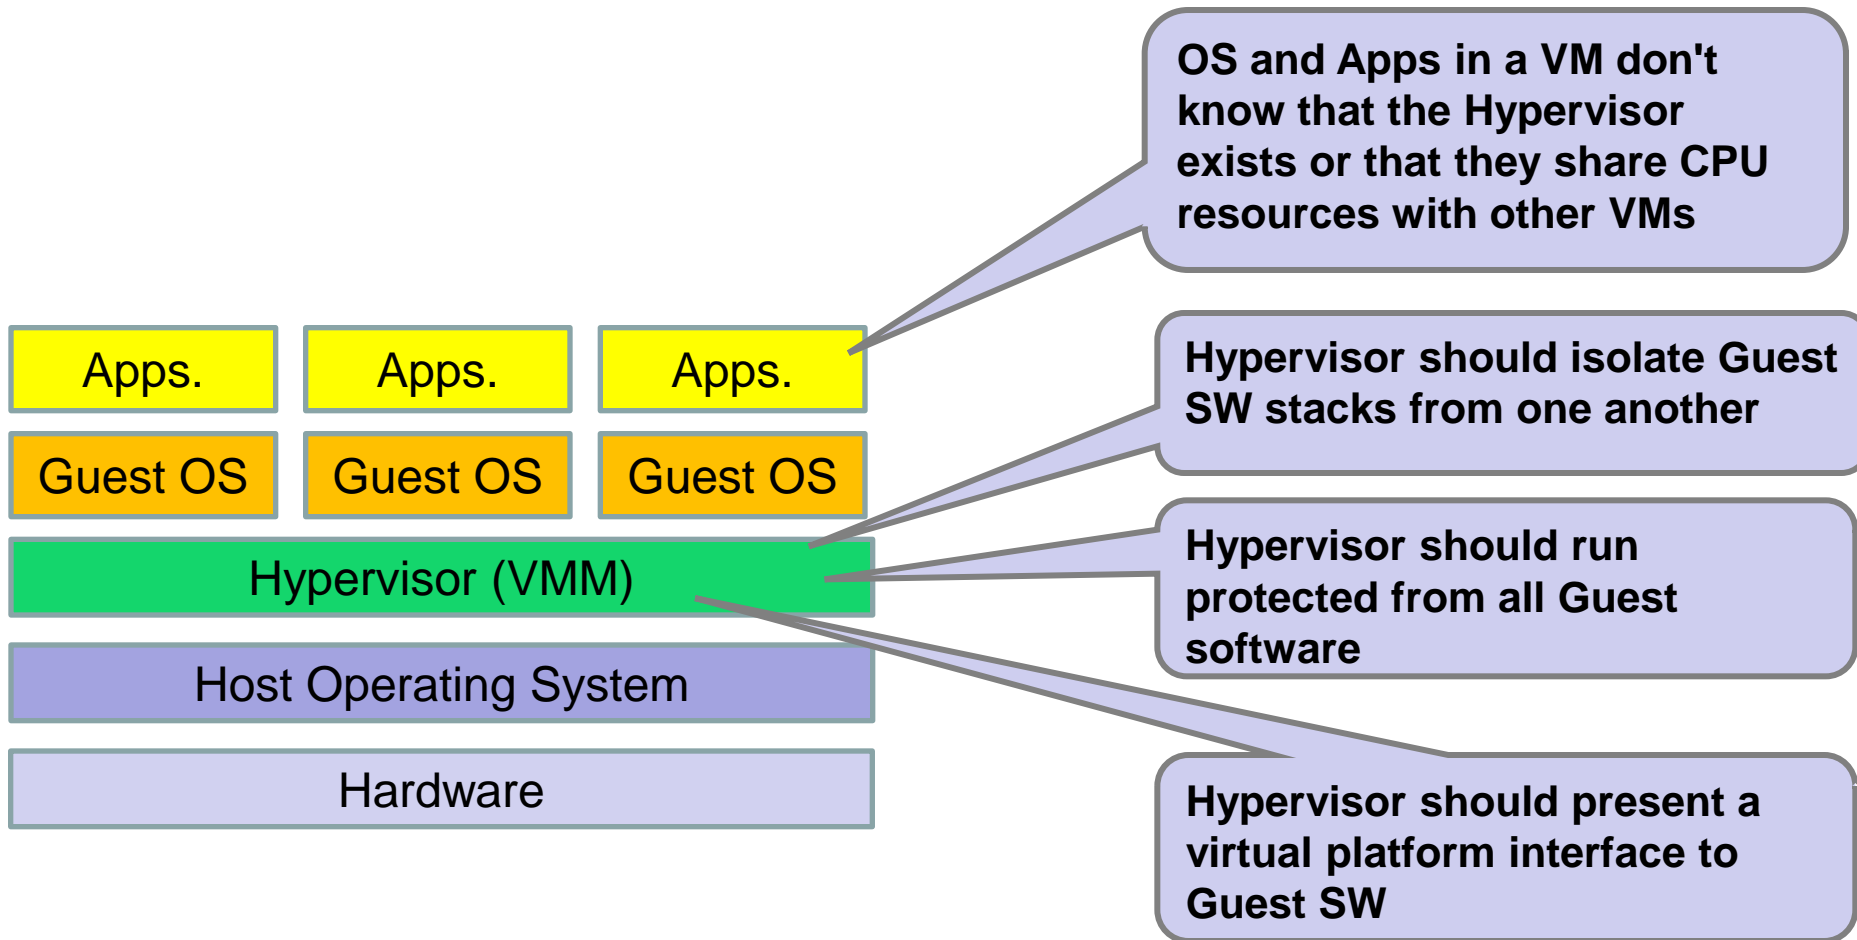 OS and Apps in a VM don't
know that the Hypervisor
exists or that they share CPU
resources with other VMs
Apps.
Apps.
Apps.
Hypervisor should isolate Guest
SW stacks from one another
Guest OS
Guest OS
Guest OS
Hypervisor (VMM)
Hypervisor should run
protected from all Guest
software
Host Operating System
Hardware
Hypervisor should present a
virtual platform interface to
Guest SW